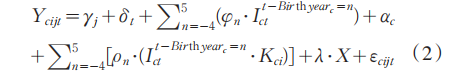 Y_{cijt} = γ_j + δ_t + ∑_{n=-4}^{5}(φ_n · I_{ct}^{t-Birth year_c=n}) + α_c
+ ∑_{n=-4}^{5}[ρ_n·(I_{ct}^{t-Birth year_c=n} · K_{ci})] + λ · X + ε_{cijt} (2)